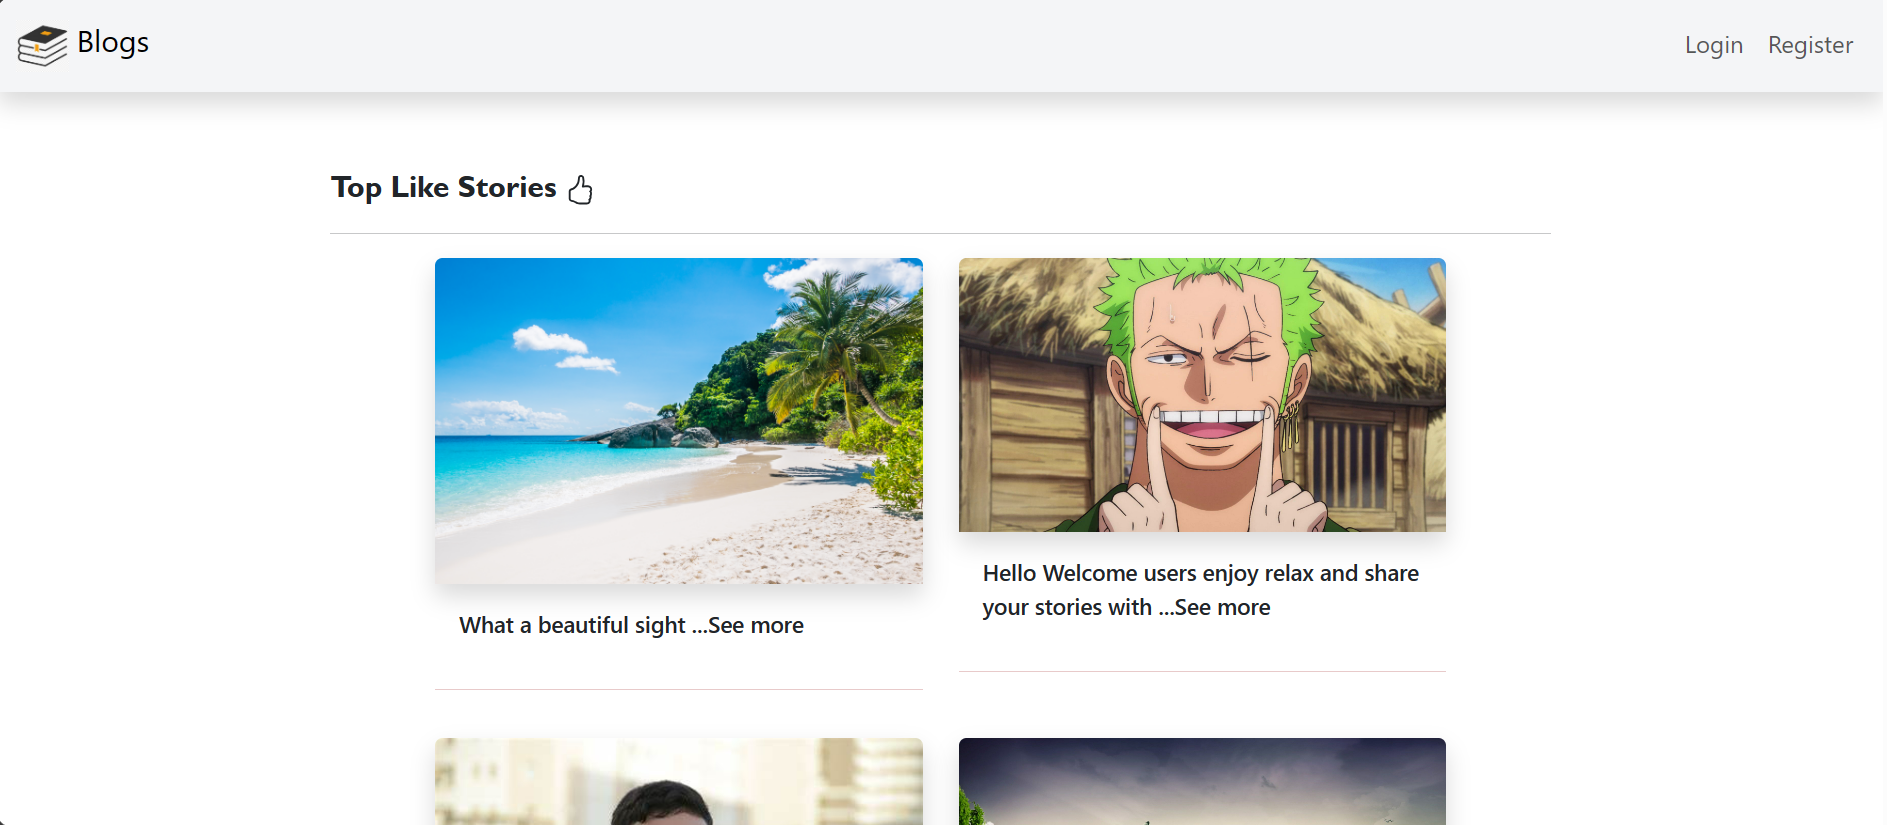 Blogs
Login Register
Top Like Stories
What a beautiful sight ...See more
Hello Welcome users enjoy relax and share
your stories with ...See more